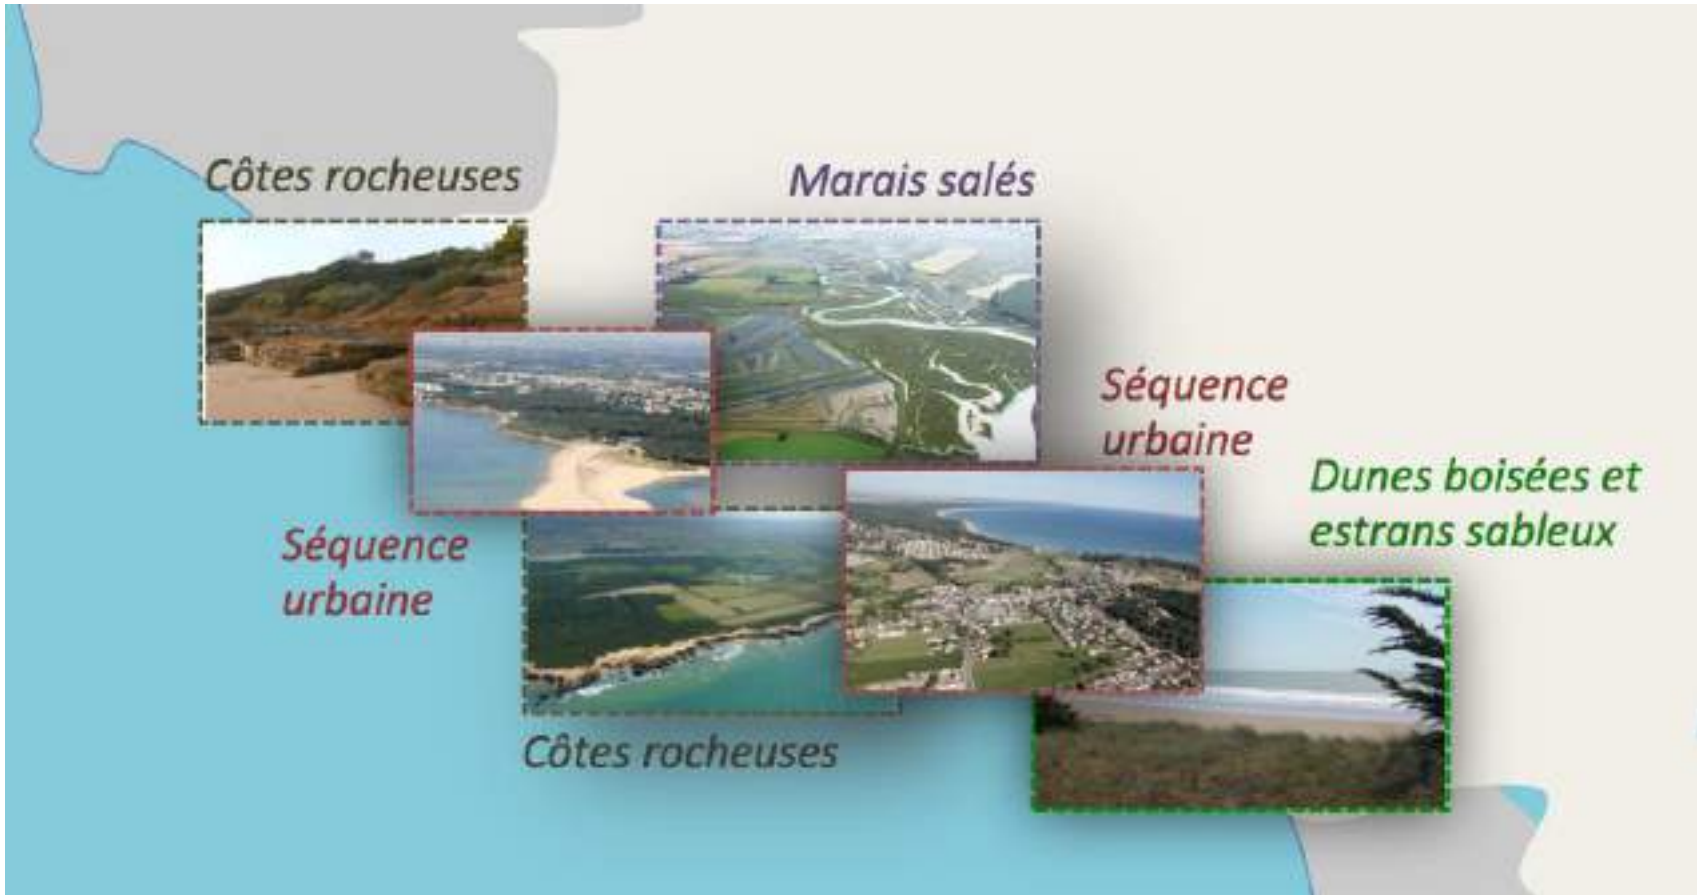 Côtes rocheuses
Marais salés
Séquence
urbaine
Dunes boisées et
estrans sableux
Séquence
urbaine
Côtes rocheuses